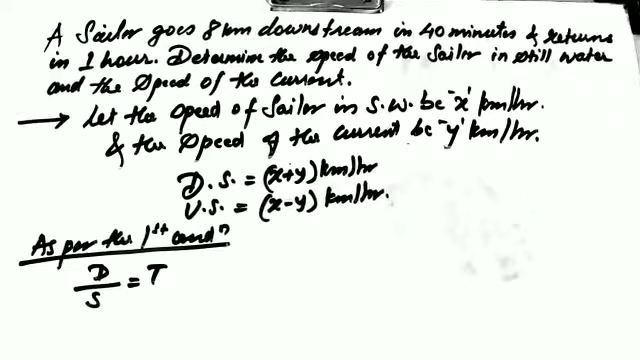 A Sailor goes 8 km downstream in 40 minutes & returns
in 1 hour. Determine the speed of the Sailor in still water
and the speed of the current.
→ Let the speed of Sailor in S.W. be 'x' km/hr.
& the speed of the current be 'y' km/hr.
D.S. = (x+y) km/hr
U.S. = (x-y) km/hr.
As per the 1st condn
D/S = T